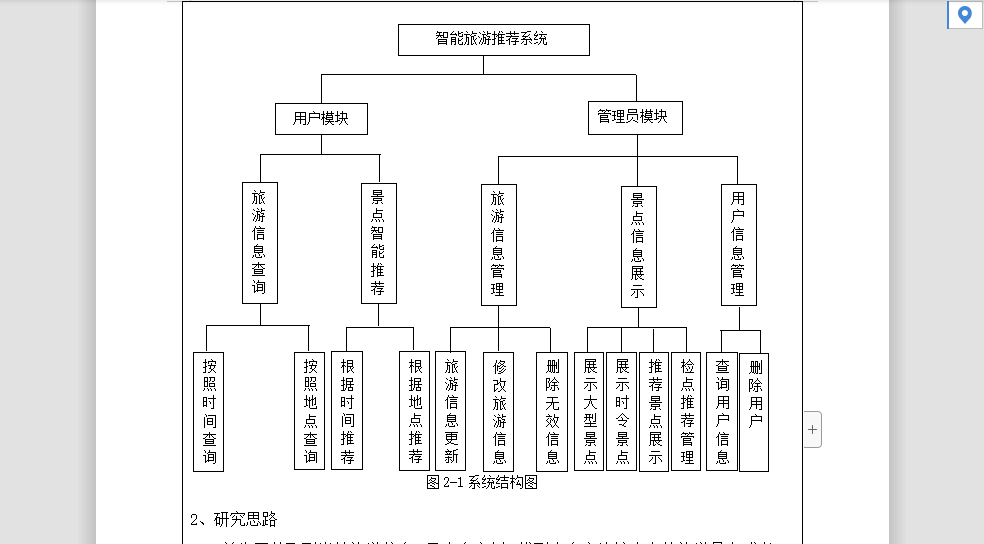 智能旅游推荐系统
用户模块
管理员模块
旅游信息查询
景点智能推荐
旅游信息管理
景点信息展示
用户信息管理
按照时间查询
按照地点查询
根据时间推荐
根据地点推荐
旅游信息更新
修改旅游信息
删除无效信息
展示大型景点
展示时令景点
推荐景点展示
检点推荐管理
查询用户信息
删除用户
图 2-1 系统结构图
2、研究思路